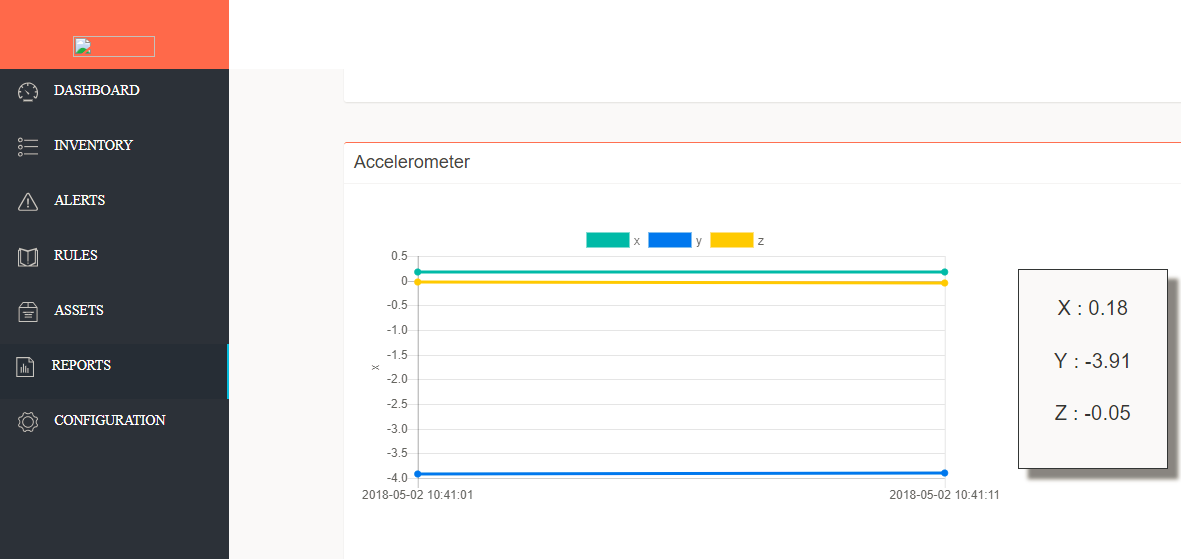 DASHBOARD
INVENTORY
ALERTS
RULES
ASSETS
REPORTS
CONFIGURATION
Accelerometer
x y z
0.5
0
-0.5
-1.0
-1.5
-2.0
-2.5
-3.0
-3.5
-4.0
x
2018-05-02 10:41:01 2018-05-02 10:41:11
X : 0.18
Y : -3.91
Z : -0.05